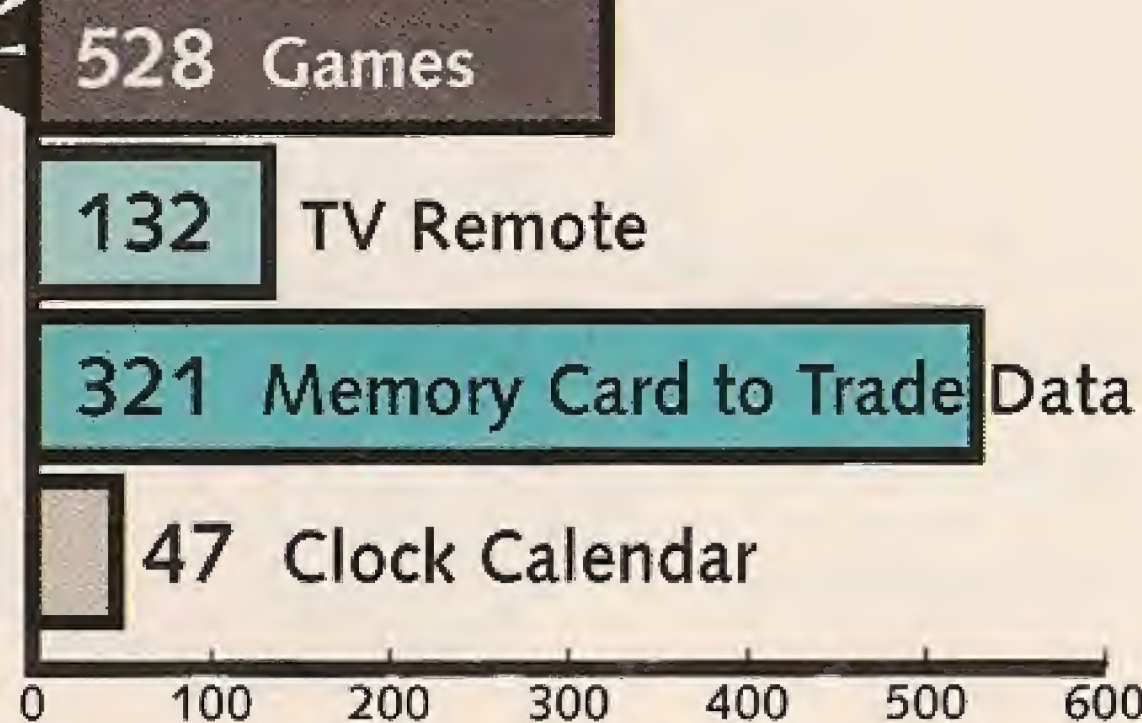 528 Games
132 TV Remote
321 Memory Card to Trade Data
47 Clock Calendar
0 100 200 300 400 500 600